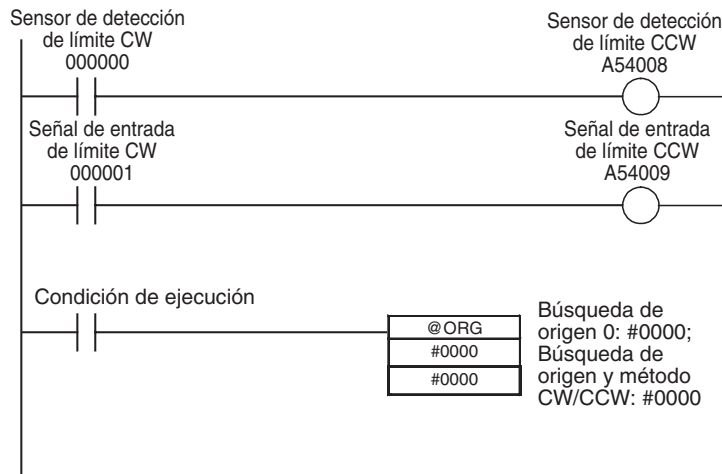 Sensor de detección
de límite CW
000000
Sensor de detección
de límite CCW
A54008
Señal de entrada
de límite CW
000001
Señal de entrada
de límite CCW
A54009
Condición de ejecución
@ORG
#0000
#0000
Búsqueda de
origen 0: #0000;
Búsqueda de
origen y método
CW/CCW: #0000